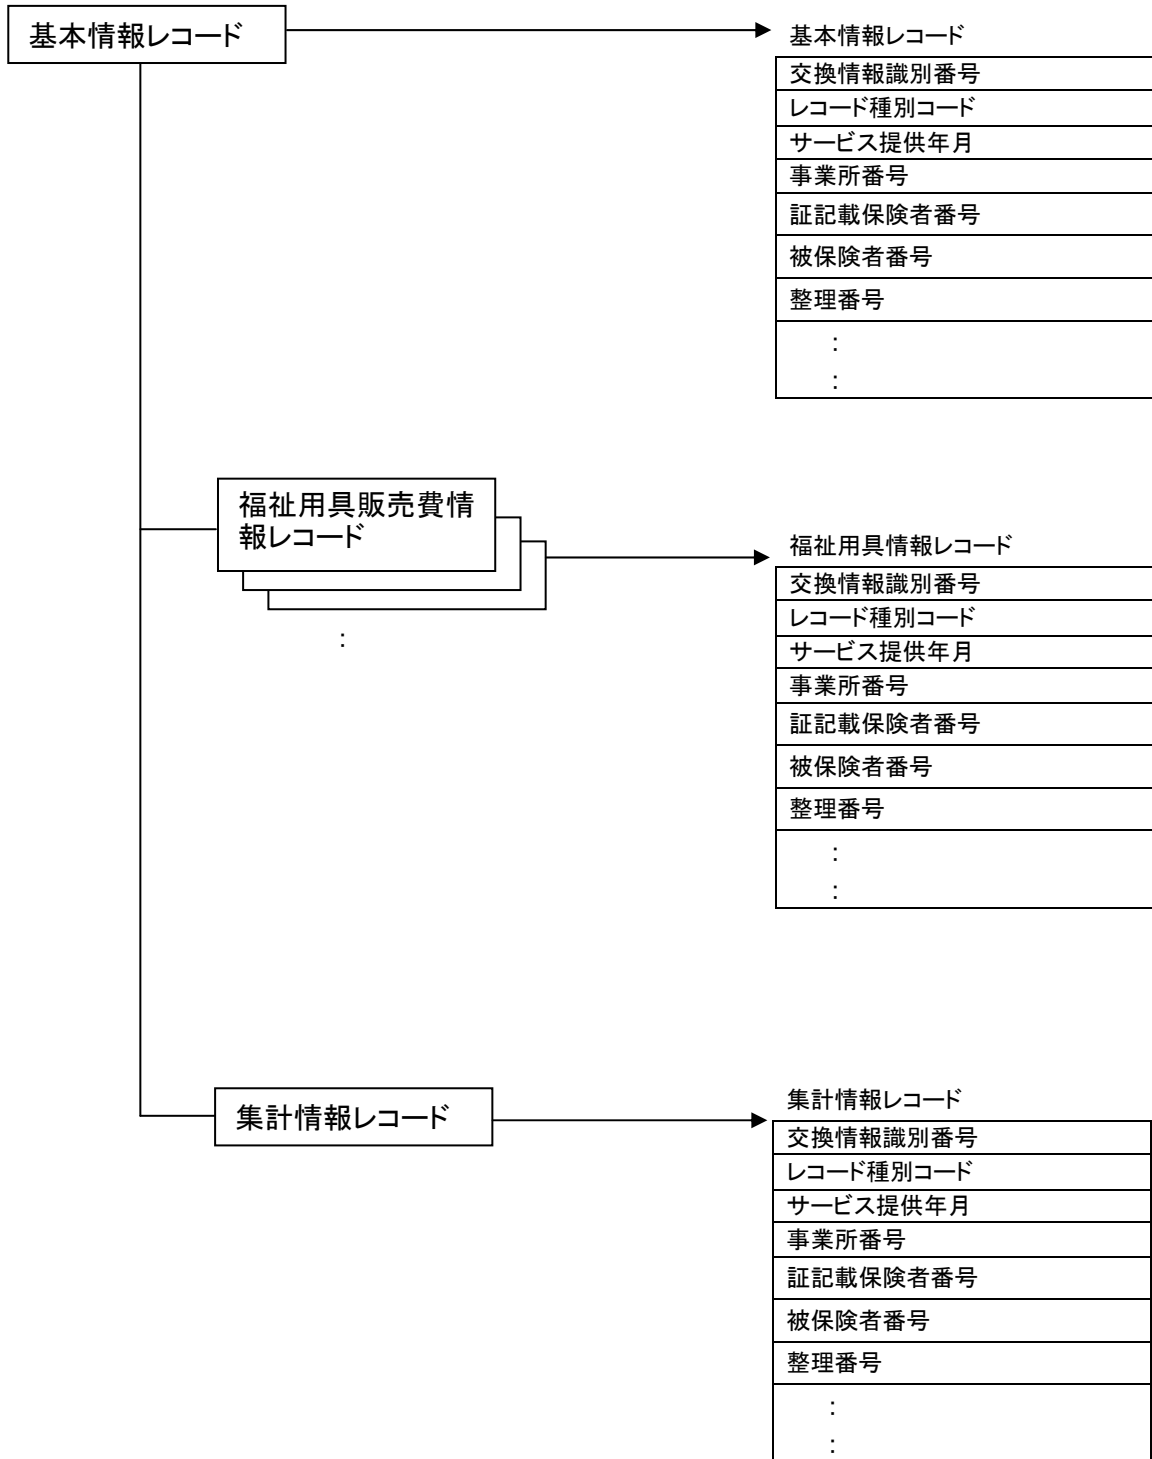 基本情報レコード
基本情報レコード
交換情報識別番号
レコード種別コード
サービス提供年月
事業所番号
証記載保険者番号
被保険者番号
整理番号
:
:
福祉用具販売費情
報レコード
:
福祉用具情報レコード
交換情報識別番号
レコード種別コード
サービス提供年月
事業所番号
証記載保険者番号
被保険者番号
整理番号
:
:
集計情報レコード
集計情報レコード
交換情報識別番号
レコード種別コード
サービス提供年月
事業所番号
証記載保険者番号
被保険者番号
整理番号
:
: